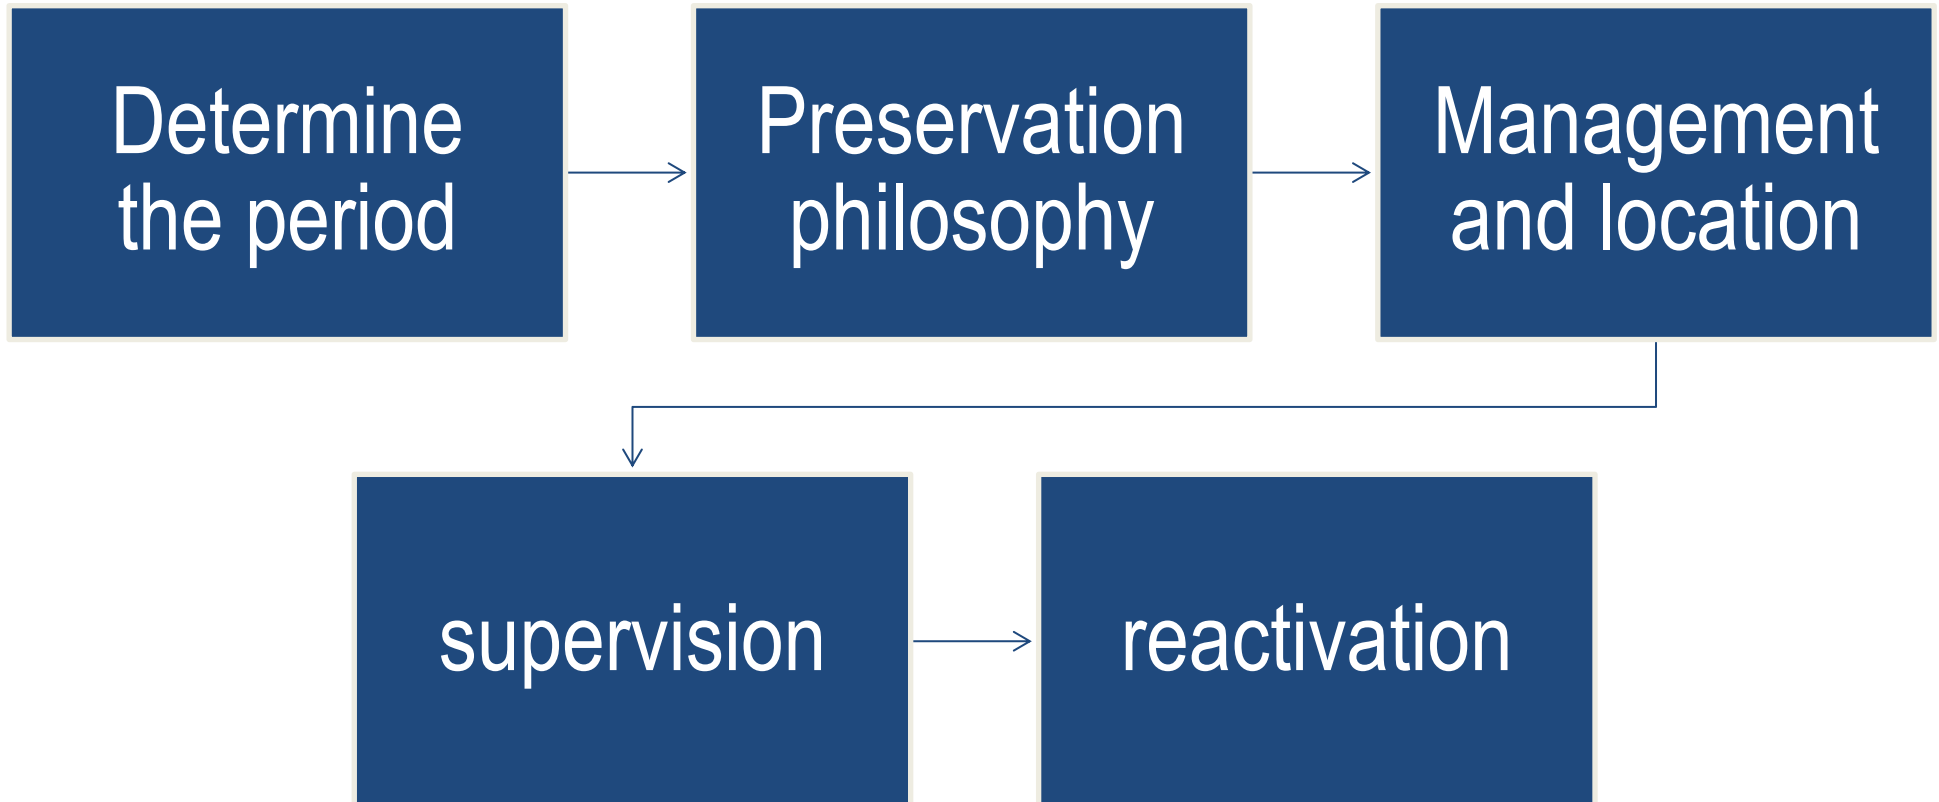 Determine
the period
Preservation
philosophy
Management
and location
supervision
reactivation